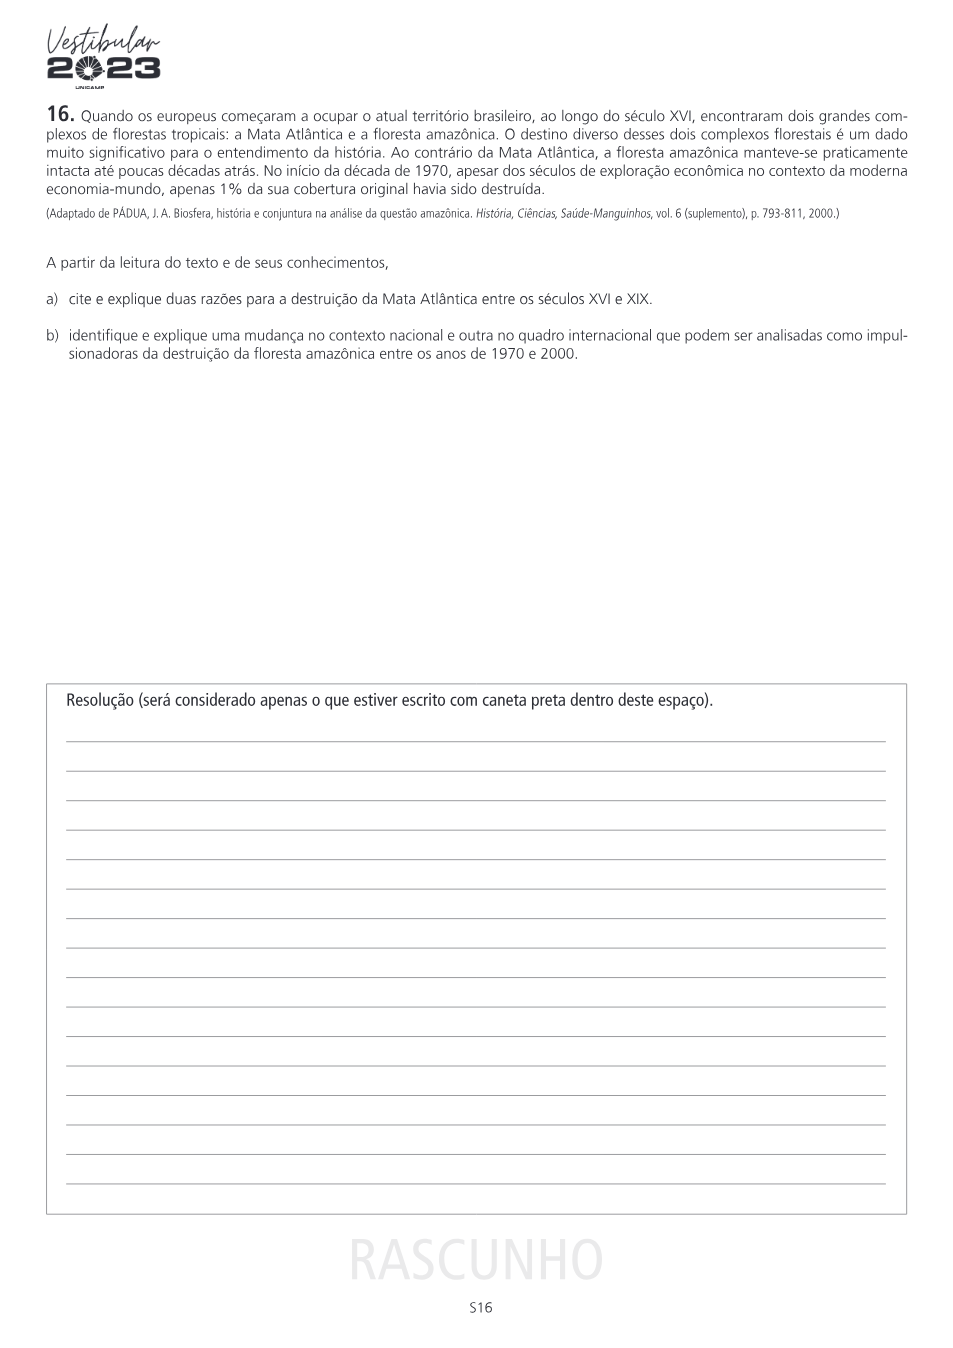 Vestibular
2023
UNICAMP
16. Quando os europeus começaram a ocupar o atual território brasileiro, ao longo do século XVI, encontraram dois grandes com-
plexos de florestas tropicais: a Mata Atlântica e a floresta amazônica. O destino diverso desses dois complexos florestais é um dado
muito significativo para o entendimento da história. Ao contrário da Mata Atlântica, a floresta amazônica manteve-se praticamente
intacta até poucas décadas atrás. No início da década de 1970, apesar dos séculos de exploração econômica no contexto da moderna
economia-mundo, apenas 1% da sua cobertura original havia sido destruída.
(Adaptado de PÁDUA, J. A. Biosfera, história e conjuntura na análise da questão amazônica. História, Ciências, Saúde-Manguinhos, vol. 6 (suplemento), p. 793-811, 2000.)
A partir da leitura do texto e de seus conhecimentos,
a) cite e explique duas razões para a destruição da Mata Atlântica entre os séculos XVI e XIX.
b) identifique e explique uma mudança no contexto nacional e outra no quadro internacional que podem ser analisadas como impul-
sionadoras da destruição da floresta amazônica entre os anos de 1970 e 2000.
Resolução (será considerado apenas o que estiver escrito com caneta preta dentro deste espaço).
RASCUNHO
S16